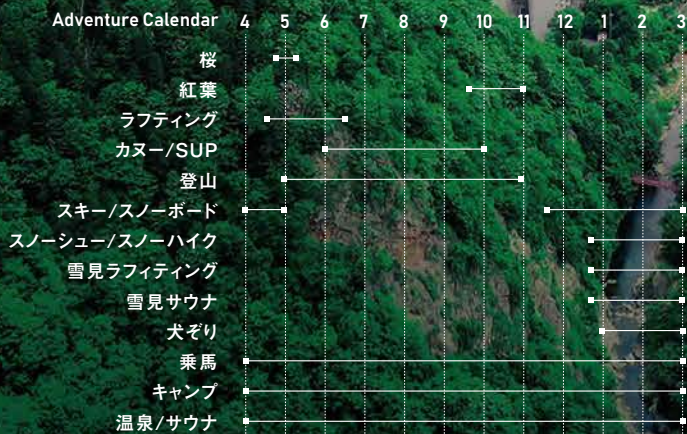 Adventure Calendar 4 5 6 7 8 9 10 11 12 1 2 3
桜
紅葉
ラフティング
カヌー/SUP
登山
スキー/スノーボード
スノーシュー/スノーハイク
雪見ラフィティング
雪見サウナ
犬ぞり
乗馬
キャンプ
温泉/サウナ